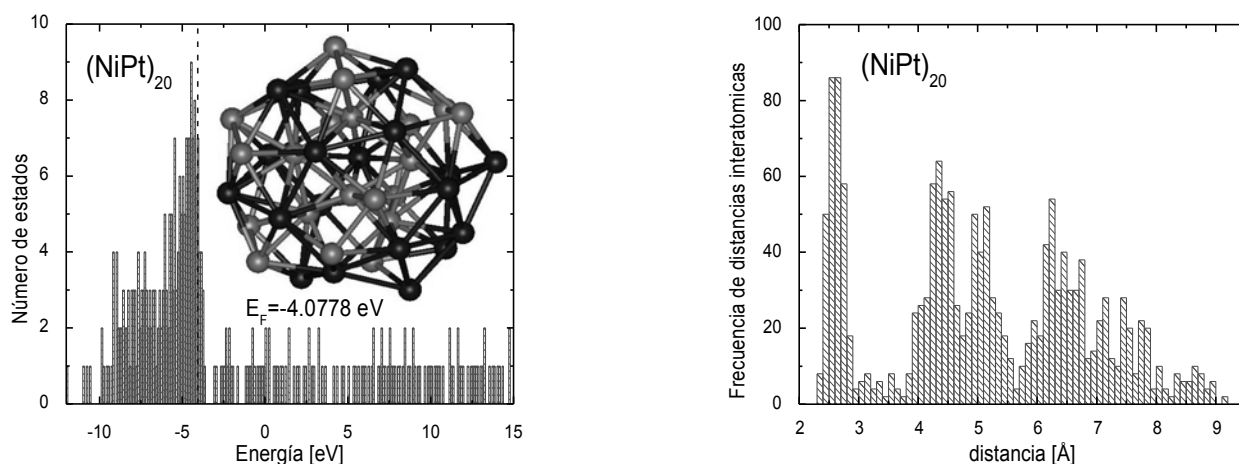 10
8
6
4
2
0
Número de estados
(NiPt)20
E_F=-4.0778 eV
-10 -5 0 5 10 15
Energía [eV]
100
80
60
40
20
0
Frecuencia de distancias interatomicas
(NiPt)20
2 3 4 5 6 7 8 9
distancia [Å]